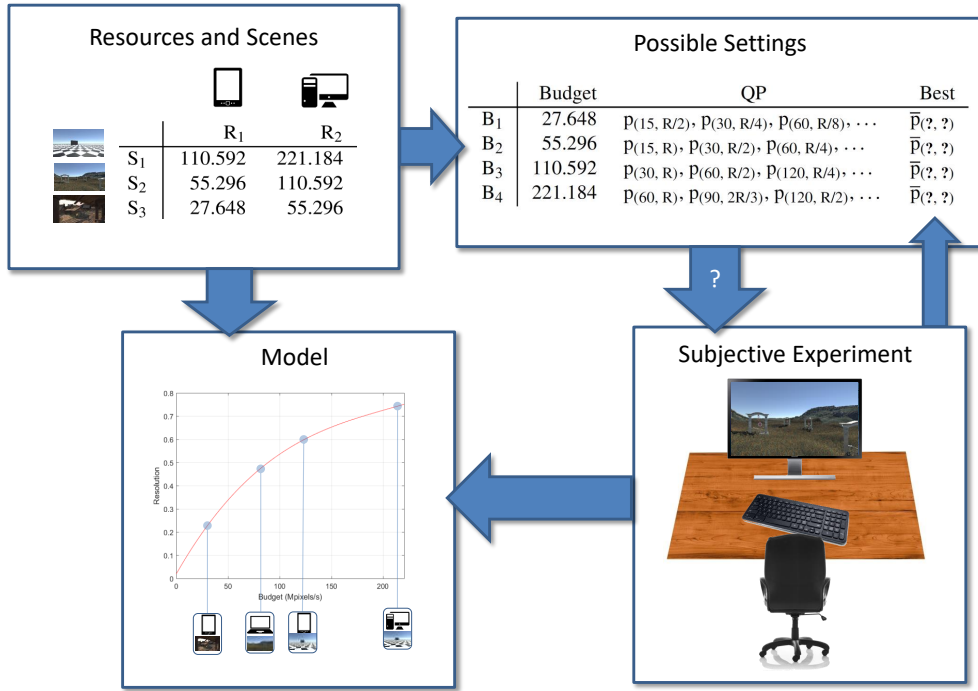 Resources and Scenes
R₁ R₂
S₁ 110.592 221.184
S₂ 55.296 110.592
S₃ 27.648 55.296
Possible Settings
Budget QP Best
B₁ 27.648 p(15, R/2), p(30, R/4), p(60, R/8), … p̅(?, ?)
B₂ 55.296 p(15, R), p(30, R/2), p(60, R/4), … p̅(?, ?)
B₃ 110.592 p(30, R), p(60, R/2), p(120, R/4), … p̅(?, ?)
B₄ 221.184 p(60, R), p(90, 2R/3), p(120, R/2), … p̅(?, ?)
?
Model
0.8
0.7
0.6
0.5
0.4
0.3
0.2
0.1
0
Resolution
0 50 100 150 200
Budget (Mpixels/s)
Subjective Experiment